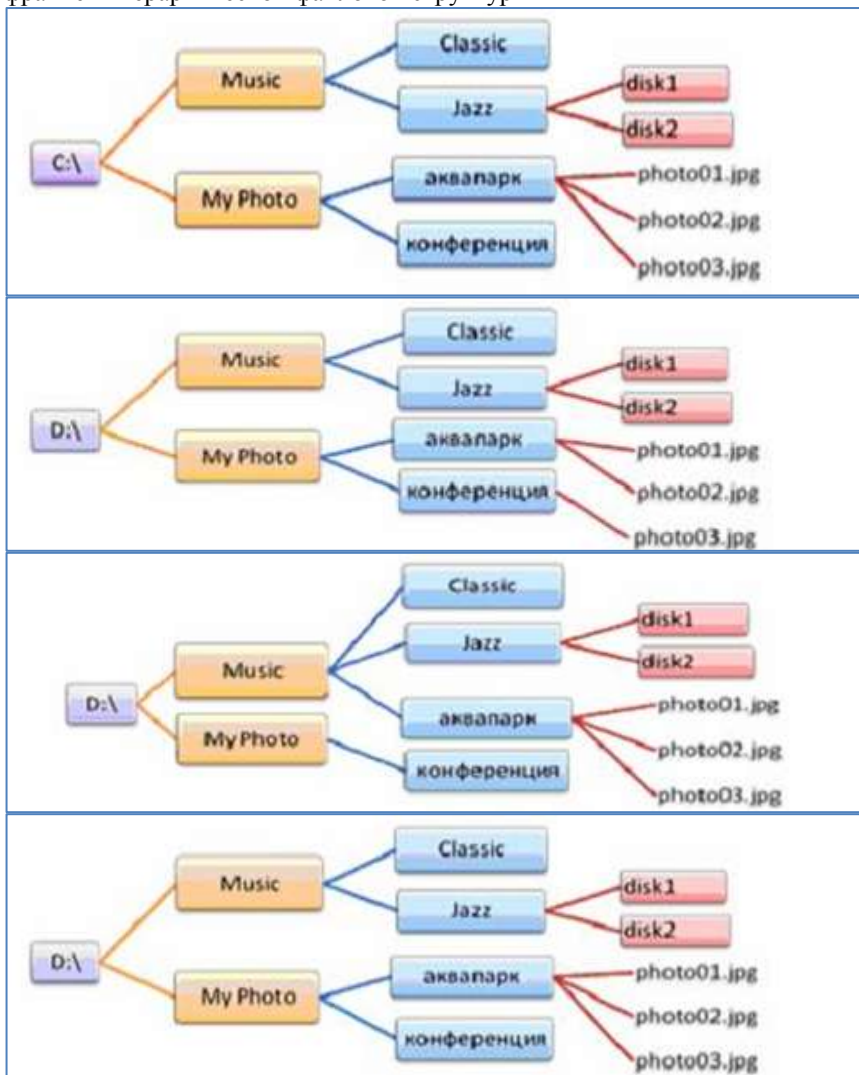 Classic
Music
disk1
Jazz
disk2
C:\
аквапарк
photo01.jpg
My Photo
photo02.jpg
конференция
photo03.jpg
Classic
Music
disk1
Jazz
disk2
D:\
аквапарк
photo01.jpg
My Photo
photo02.jpg
конференция
photo03.jpg
Classic
disk1
Jazz
disk2
Music
D:\
аквапарк
photo01.jpg
My Photo
photo02.jpg
конференция
photo03.jpg
Classic
Music
disk1
Jazz
disk2
D:\
аквапарк
photo01.jpg
My Photo
photo02.jpg
конференция
photo03.jpg